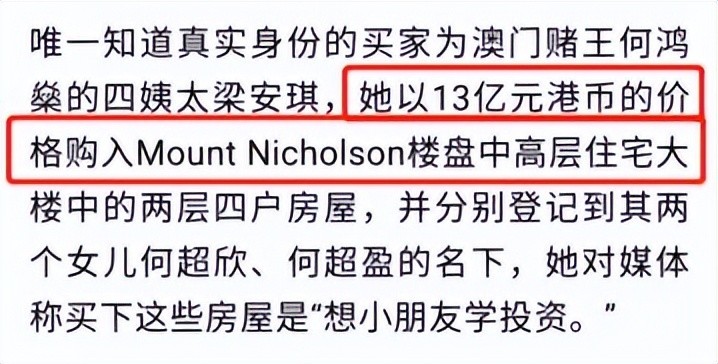 唯一知道真实身份的买家为澳门赌王何鸿
燊的四姨太梁安琪，她以13亿元港币的价
格购入Mount Nicholson楼盘中高层住宅大
楼中的两层四户房屋，并分别登记到其两
个女儿何超欣、何超盈的名下，她对媒体
称买下这些房屋是“想小朋友学投资。”